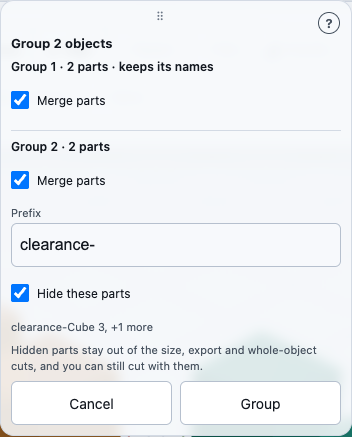 ?
Group 2 objects
Group 1 · 2 parts · keeps its names
Merge parts
Group 2 · 2 parts
Merge parts
Prefix
clearance-
Hide these parts
clearance-Cube 3, +1 more
Hidden parts stay out of the size, export and whole-object
cuts, and you can still cut with them.
Cancel
Group